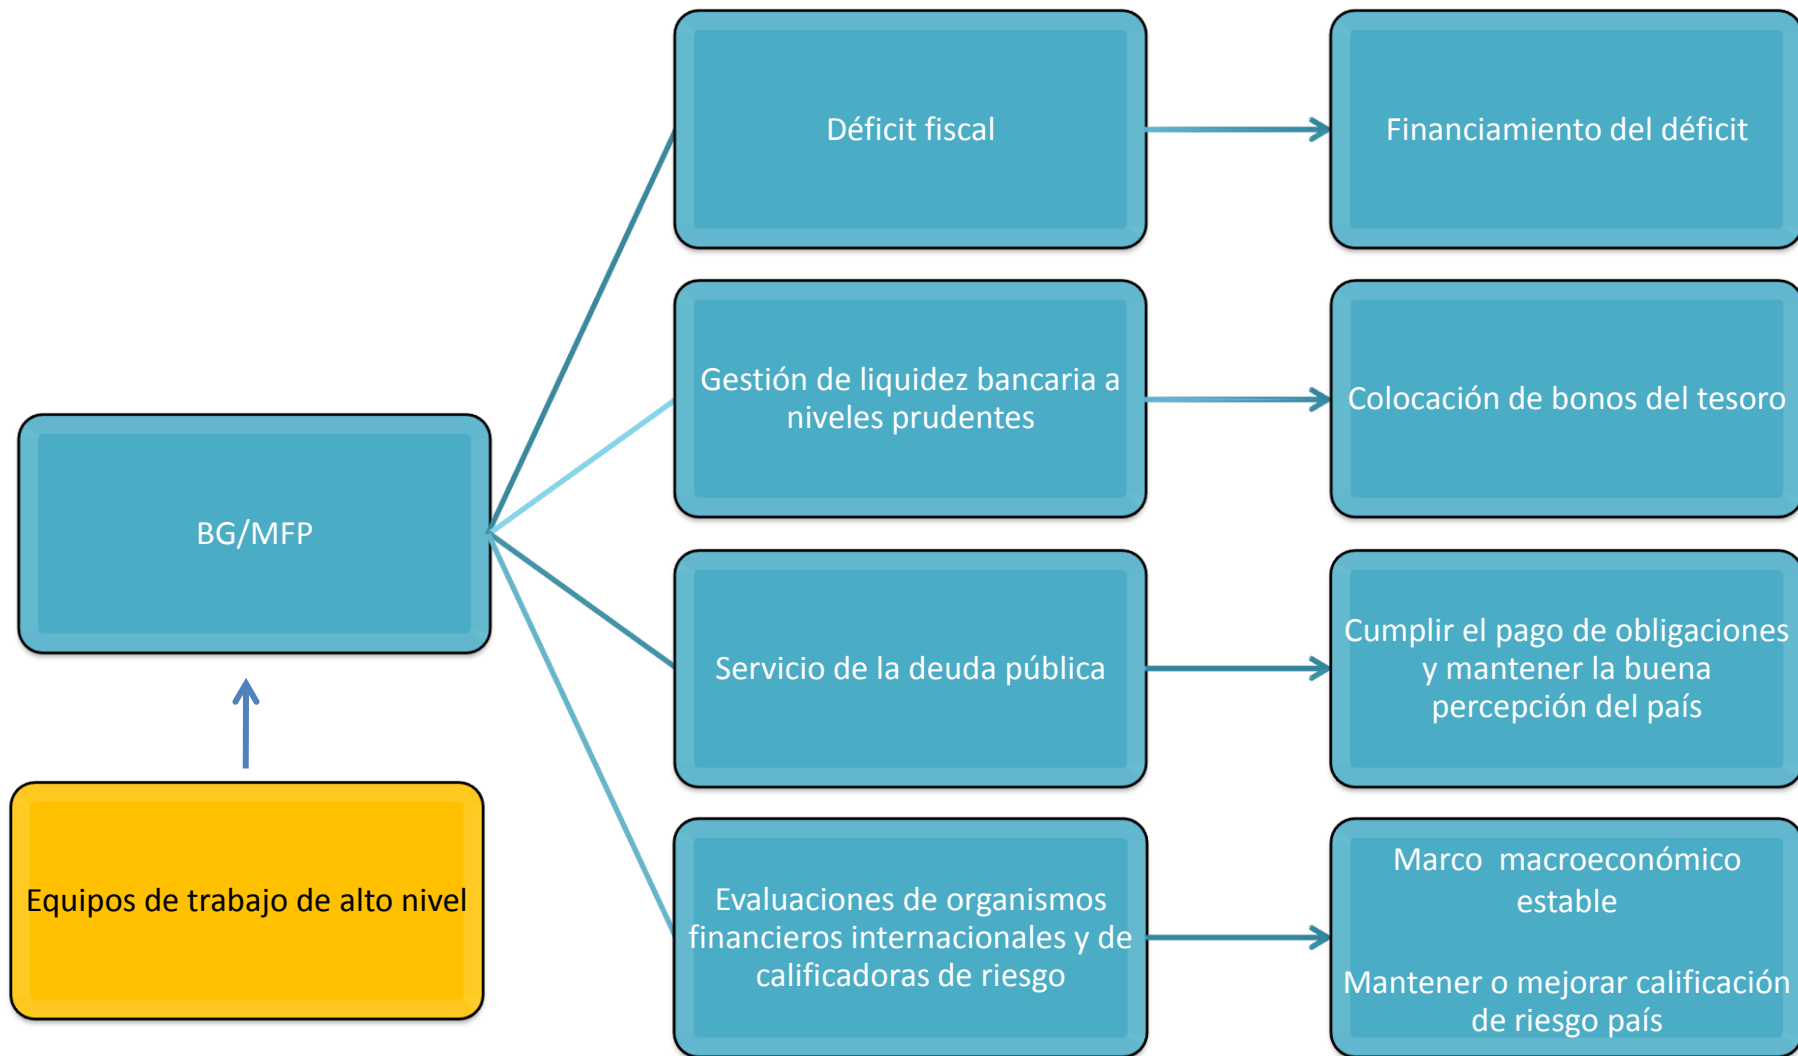 Déficit fiscal
Financiamiento del déficit
Gestión de liquidez bancaria a
niveles prudentes
Colocación de bonos del tesoro
BG/MFP
Servicio de la deuda pública
Cumplir el pago de obligaciones
y mantener la buena
percepción del país
Equipos de trabajo de alto nivel
Evaluaciones de organismos
financieros internacionales y de
calificadoras de riesgo
Marco macroeconómico
estable
Mantener o mejorar calificación
de riesgo país